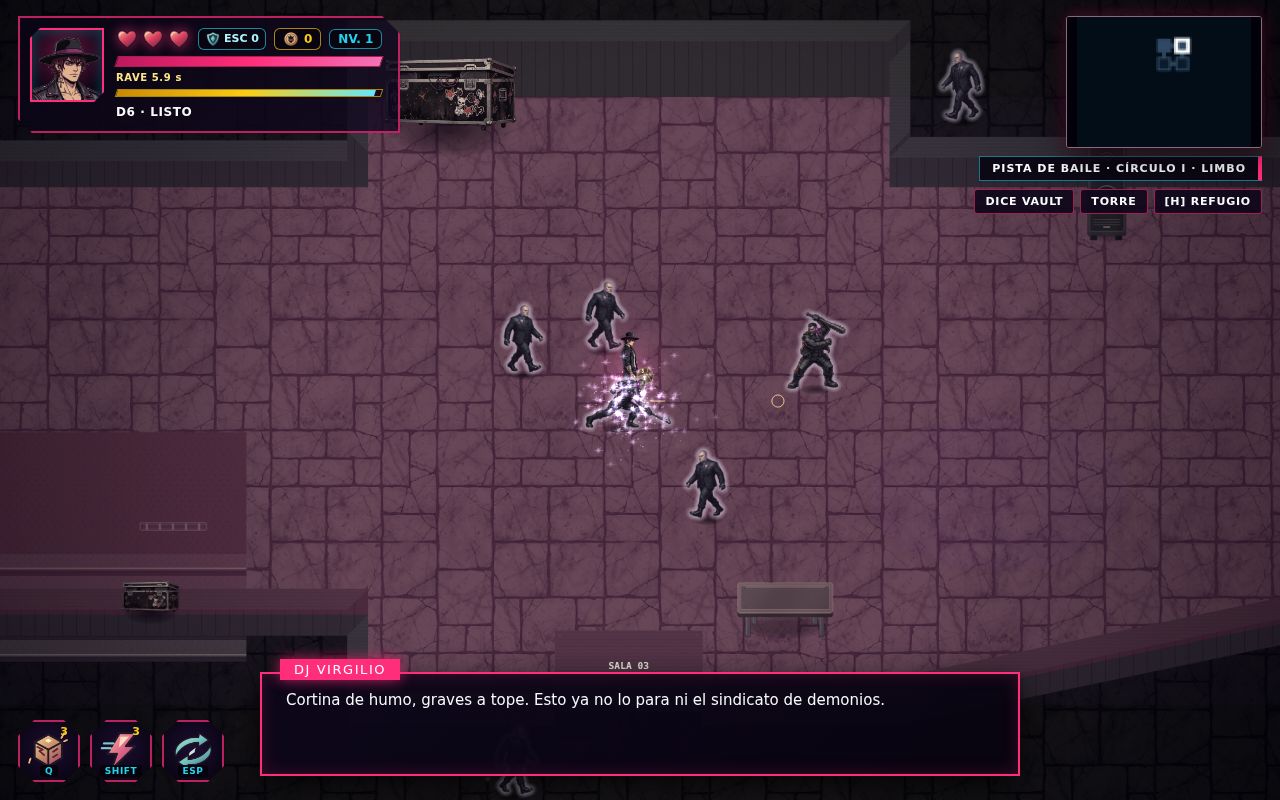 ESC 0
0
NV. 1
RAVE 5.9 s
D6 · LISTO
PISTA DE BAILE · CÍRCULO I · LIMBO
DICE VAULT
TORRE
[H] REFUGIO
SALA 03
DJ VIRGILIO
Cortina de humo, graves a tope. Esto ya no lo para ni el sindicato de demonios.
3
Q
3
SHIFT
ESP